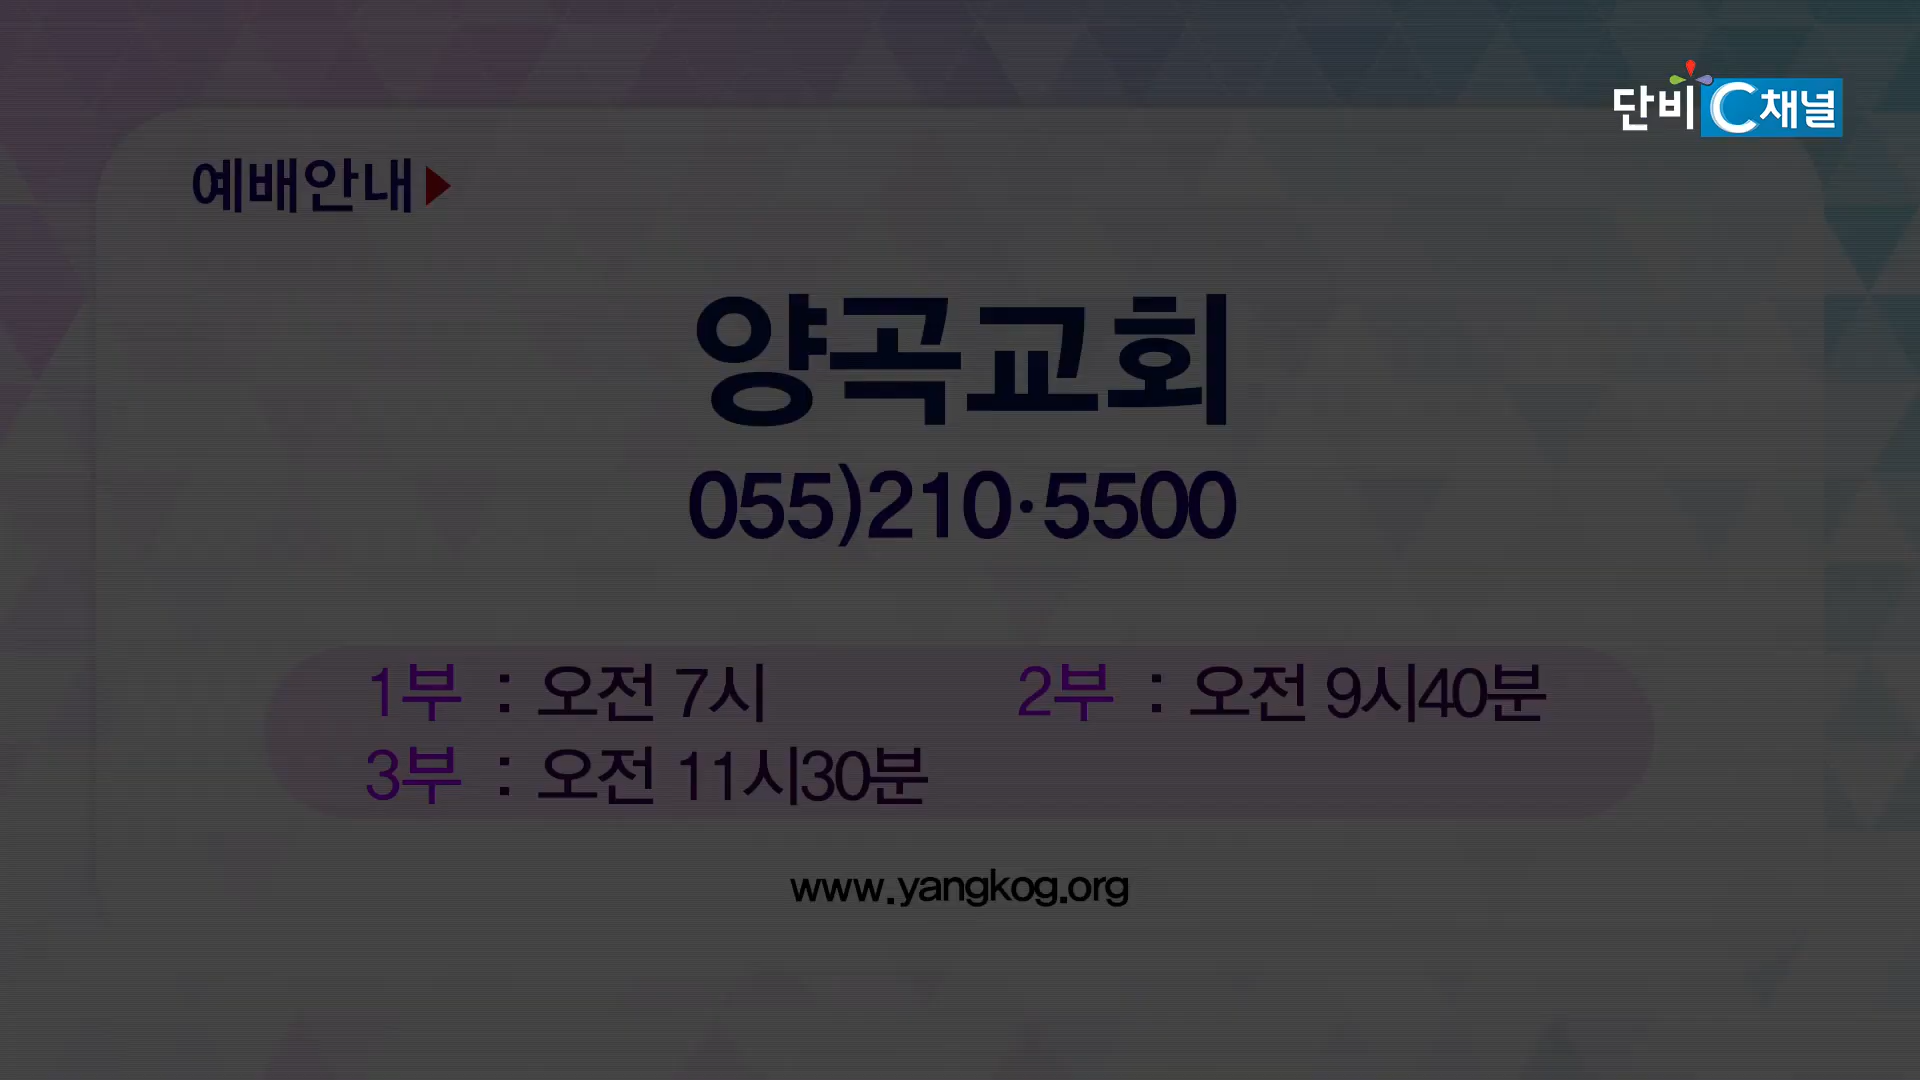 단비 C채널
예배안내
양곡교회
055)210·5500
1부 : 오전 7시 2부 : 오전 9시40분
3부 : 오전 11시30분
www.yangkog.org